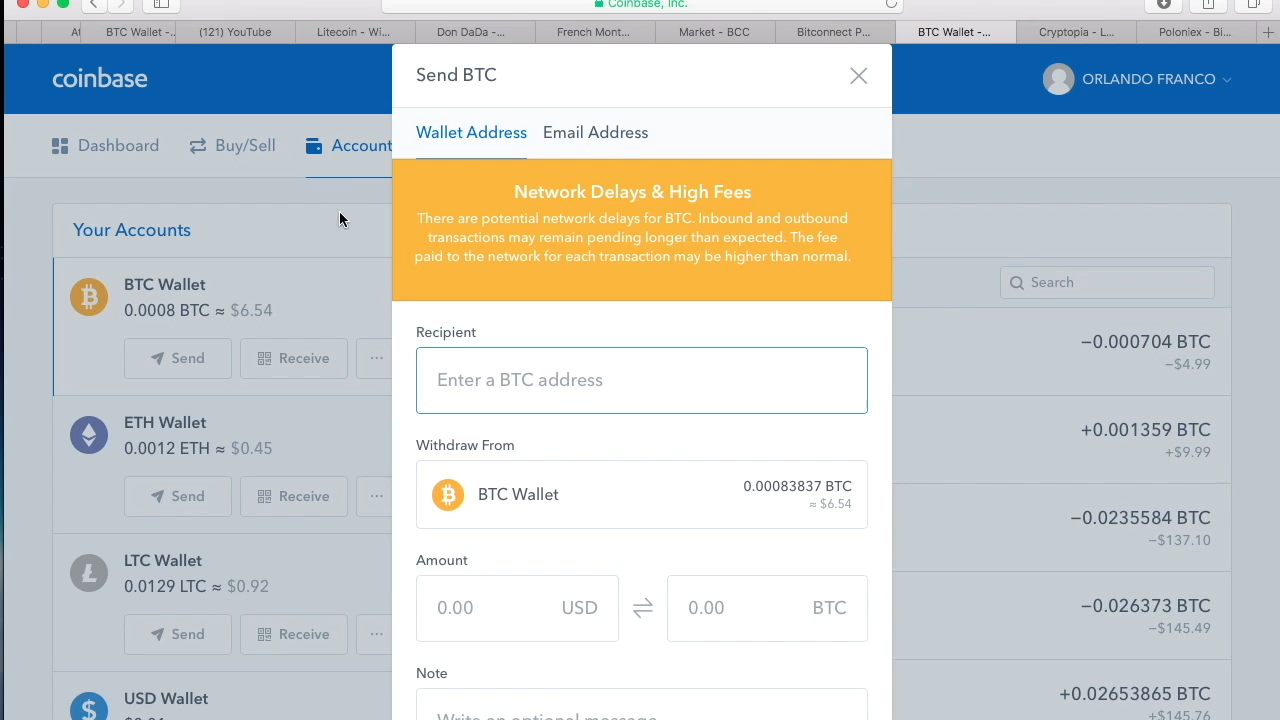 Coinbase, Inc.
BTC Wallet -..
(121) YouTube
Litecoin - Wi...
Don DaDa -...
French Mont...
Market - BCC
Bitconnect P...
BTC Wallet -...
Cryptopia - L...
Poloniex - Bi...
coinbase
Send BTC
ORLANDO FRANCO
Dashboard
Buy/Sell
Account
Wallet Address
Email Address
Network Delays & High Fees
There are potential network delays for BTC. Inbound and outbound
transactions may remain pending longer than expected. The fee
paid to the network for each transaction may be higher than normal.
Your Accounts
Search
BTC Wallet
0.0008 BTC ≈ $6.54
Send
Receive
ETH Wallet
0.0012 ETH ≈ $0.45
Send
Receive
LTC Wallet
0.0129 LTC ≈ $0.92
Send
Receive
USD Wallet
Recipient
Enter a BTC address
Withdraw From
BTC Wallet
0.00083837 BTC
≈ $6.54
Amount
0.00 USD
0.00 BTC
Note
Write an optional message
−0.000704 BTC
−$4.99
+0.001359 BTC
+$9.99
−0.0235584 BTC
−$137.10
−0.026373 BTC
−$145.49
+0.02653865 BTC
+$145.76